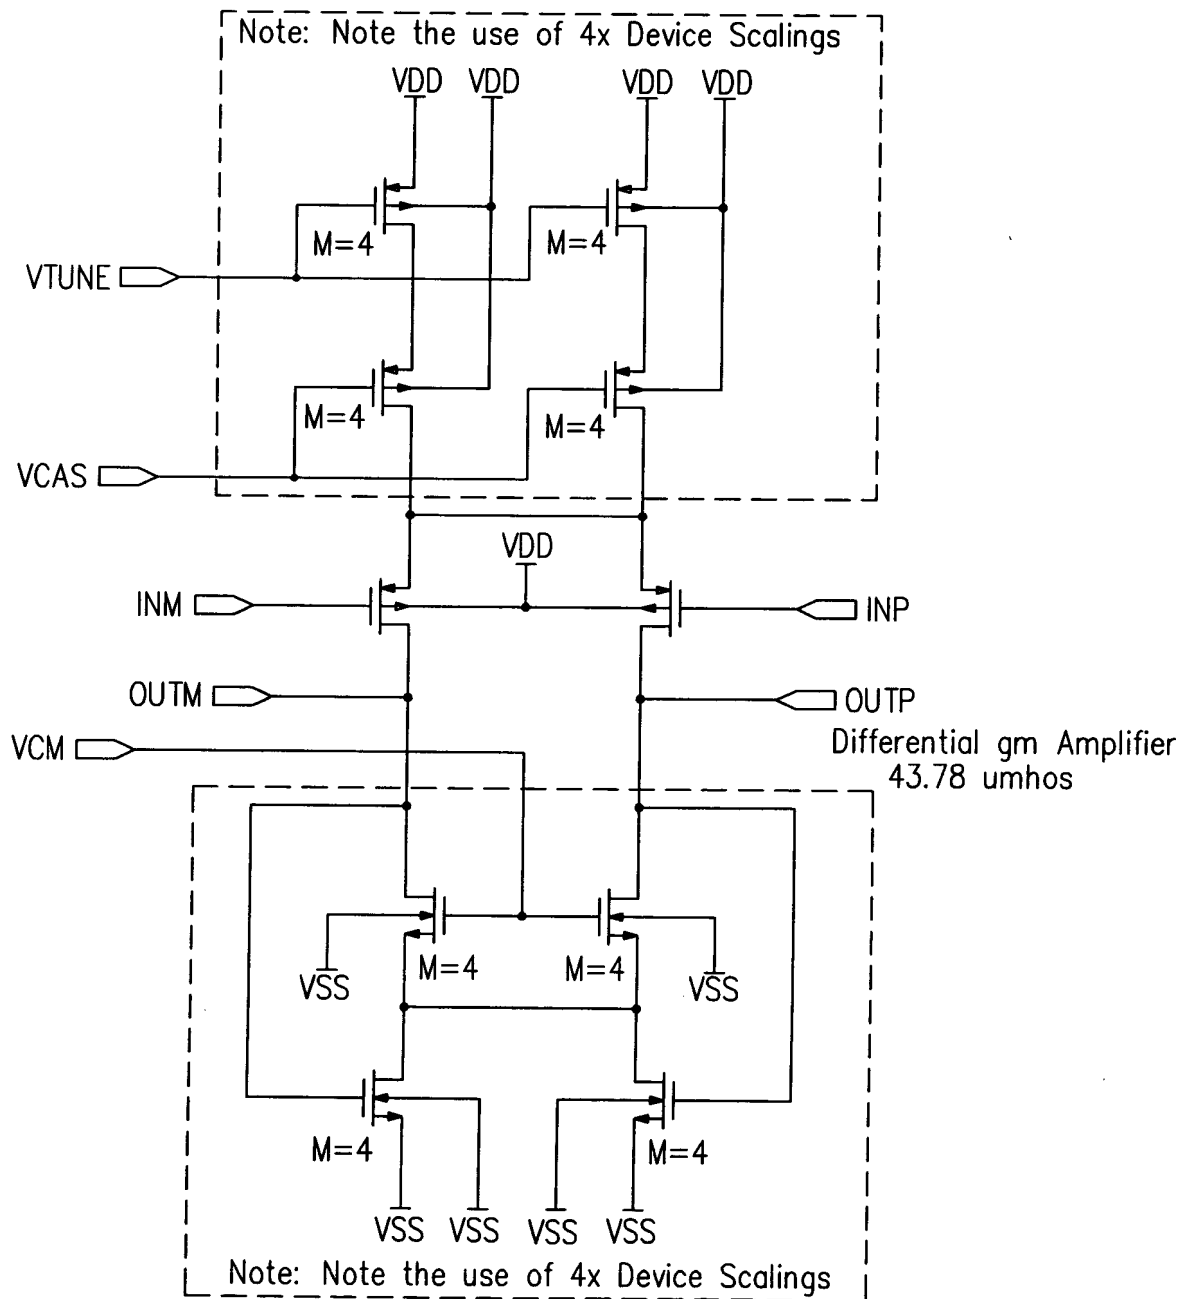 Note: Note the use of 4x Device Scalings
VDD VDD VDD VDD
M=4 M=4
VTUNE
M=4 M=4
VCAS
VDD
INM INP
OUTM OUTP
VCM
Differential gm Amplifier
43.78 umhos
M=4 M=4
VSS VSS
M=4 M=4
VSS VSS VSS VSS
Note: Note the use of 4x Device Scalings